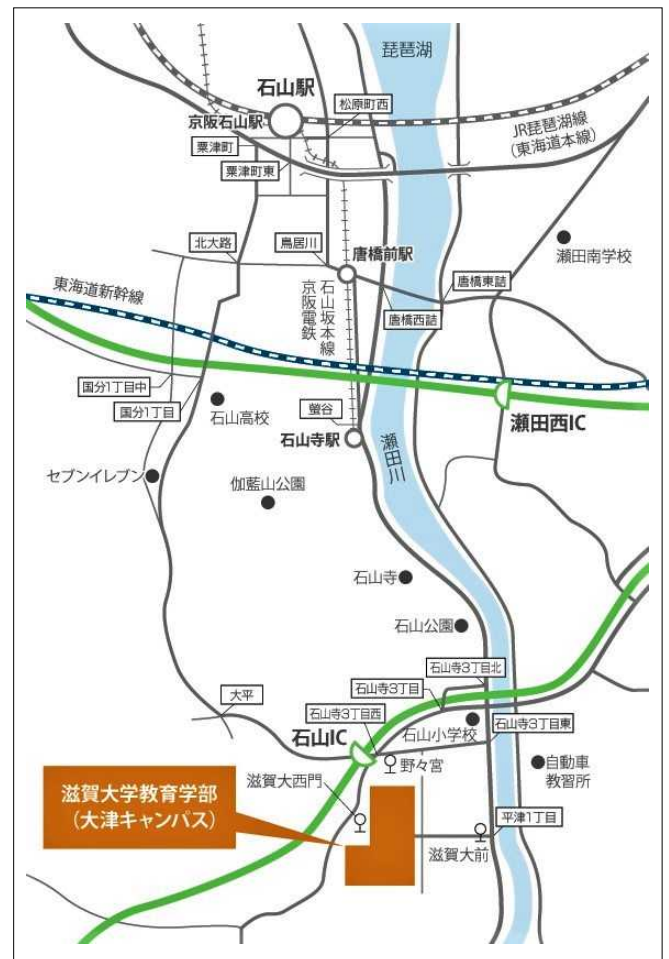 琵琶湖
石山駅
松原町西
京阪石山駅
JR琵琶湖線
(東海道本線)
粟津町
粟津町東
北大路
鳥居川
唐橋前駅
瀬田南学校
東海道新幹線
石山坂本線
京阪電鉄
唐橋東詰
唐橋西詰
国分1丁目中
国分1丁目
石山高校
螢谷
瀬田西IC
石山寺駅
瀬田川
セブンイレブン
伽藍山公園
石山寺
石山公園
石山寺3丁目北
石山寺3丁目
大平
石山寺3丁目西
石山小学校
石山寺3丁目東
石山IC
野々宮
自動車
教習所
滋賀大西門
滋賀大学教育学部
(大津キャンパス)
平津1丁目
滋賀大前